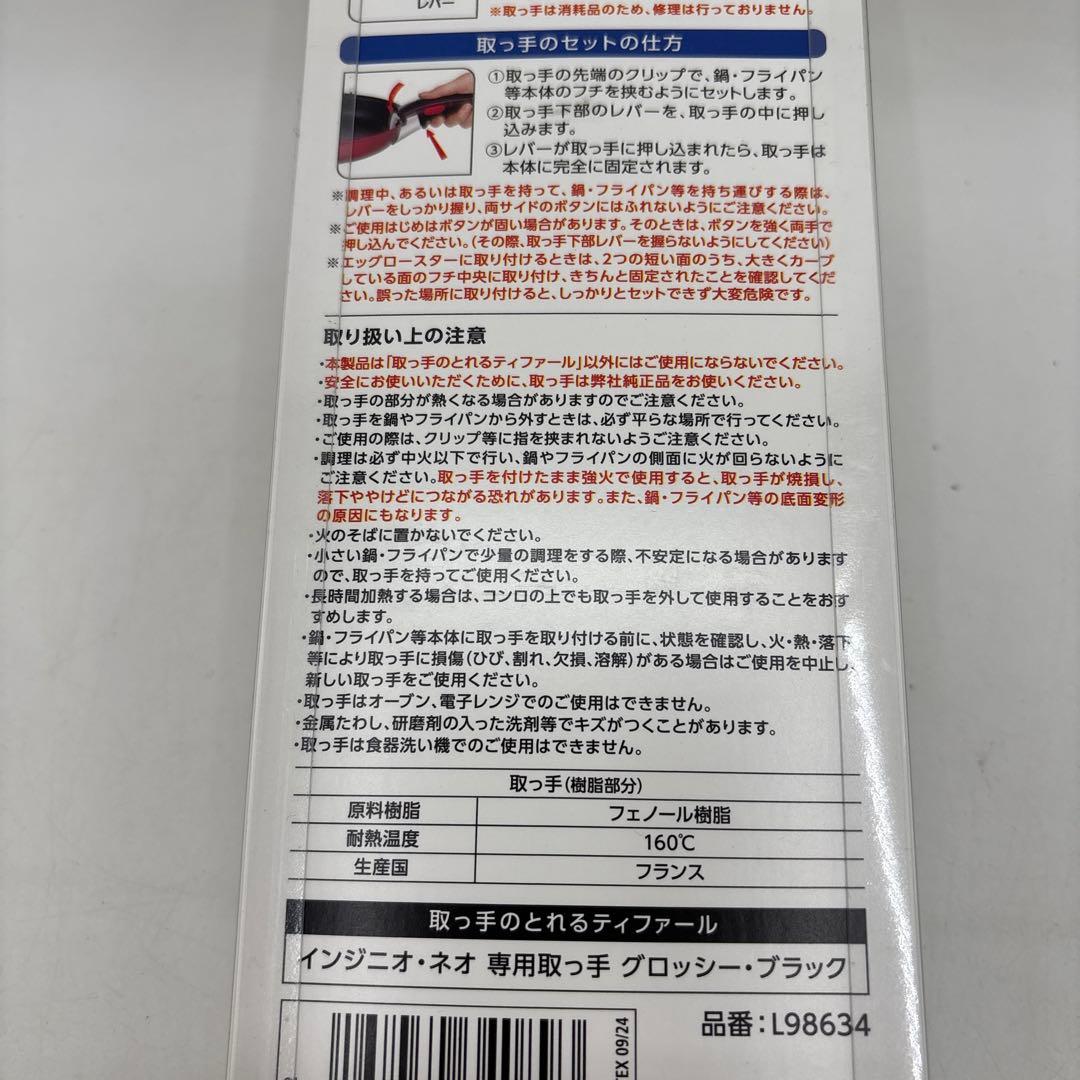 レバー
※取っ手は消耗品のため、修理は行っておりません。
取っ手のセットの仕方
①取っ手の先端のクリップで、鍋・フライパン
等本体のフチを挟むようにセットします。
②取っ手下部のレバーを、取っ手の中に押し
込みます。
③レバーが取っ手に押し込まれたら、取っ手は
本体に完全に固定されます。
※調理中、あるいは取っ手を持って、鍋・フライパン等を持ち運びする際は、
レバーをしっかり握り、両サイドのボタンにはふれないようにご注意ください。
※ご使用はじめはボタンが固い場合があります。そのときは、ボタンを強く両手で
押し込んでください。(その際、取っ手下部レバーを握らないようにしてください)
※エッグロースターに取り付けるときは、2つの短い面のうち、大きくカーブ
している面のフチ中央に取り付け、きちんと固定されたことを確認してくだ
さい。誤った場所に取り付けると、しっかりとセットできず大変危険です。
取り扱い上の注意
・本製品は「取っ手のとれるティファール」以外にはご使用にならないでください。
・安全にお使いいただくために、取っ手は弊社純正品をお使いください。
・取っ手の部分が熱くなる場合がありますのでご注意ください。
・取っ手を鍋やフライパンから外すときは、必ず平らな場所で行ってください。
・ご使用の際は、クリップ等に指を挟まれないようご注意ください。
・調理は必ず中火以下で行い、鍋やフライパンの側面に火が回らないように
ご注意ください。取っ手を付けたまま強火で使用すると、取っ手が焼損し、
落下ややけどにつながる恐れがあります。また、鍋・フライパン等の底面変形
の原因にもなります。
・火のそばに置かないでください。
・小さい鍋・フライパンで少量の調理をする際、不安定になる場合があります
ので、取っ手を持ってご使用ください。
・長時間加熱する場合は、コンロの上でも取っ手を外して使用することをおす
すめします。
・鍋・フライパン等本体に取っ手を取り付ける前に、状態を確認し、火・熱・落下
等により取っ手に損傷(ひび、割れ、欠損、溶解)がある場合はご使用を中止し、
新しい取っ手をご使用ください。
・取っ手はオーブン、電子レンジでのご使用はできません。
・金属たわし、研磨剤の入った洗剤等でキズがつくことがあります。
・取っ手は食器洗い機でのご使用はできません。
取っ手(樹脂部分)
原料樹脂 フェノール樹脂
耐熱温度 160℃
生産国 フランス
取っ手のとれるティファール
インジニオ・ネオ 専用取っ手 グロッシー・ブラック
品番:L98634
TEX 09/24